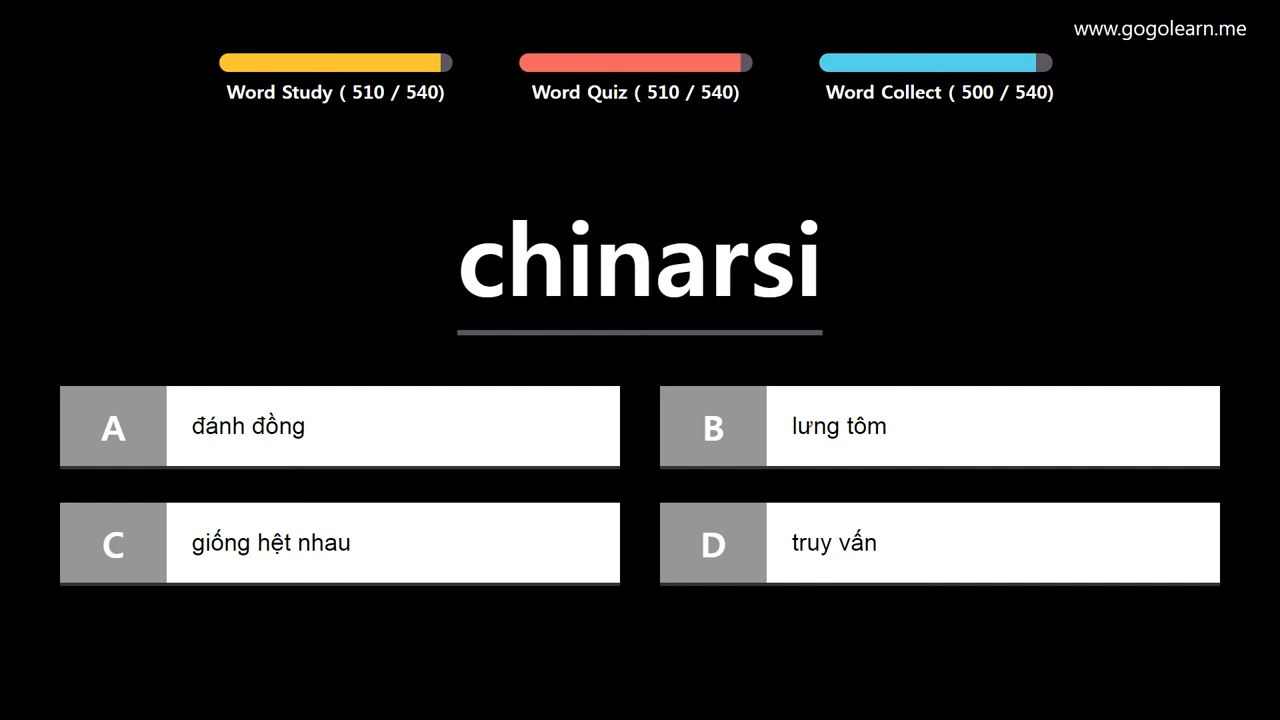 www.gogolearn.me
Word Study ( 510 / 540)
Word Quiz ( 510 / 540)
Word Collect ( 500 / 540)
chinarsi
A
đánh đồng
B
lưng tôm
C
giống hệt nhau
D
truy vấn